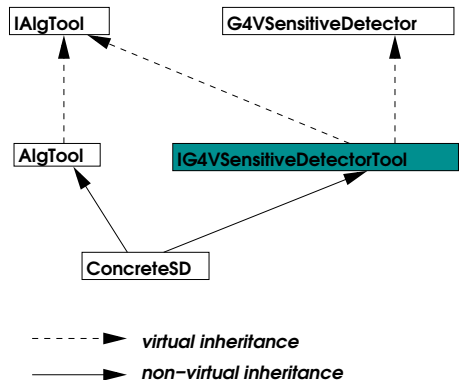 IAlgTool
G4VSensitiveDetector
AlgTool
IG4VSensitiveDetectorTool
ConcreteSD
virtual inheritance
non−virtual inheritance